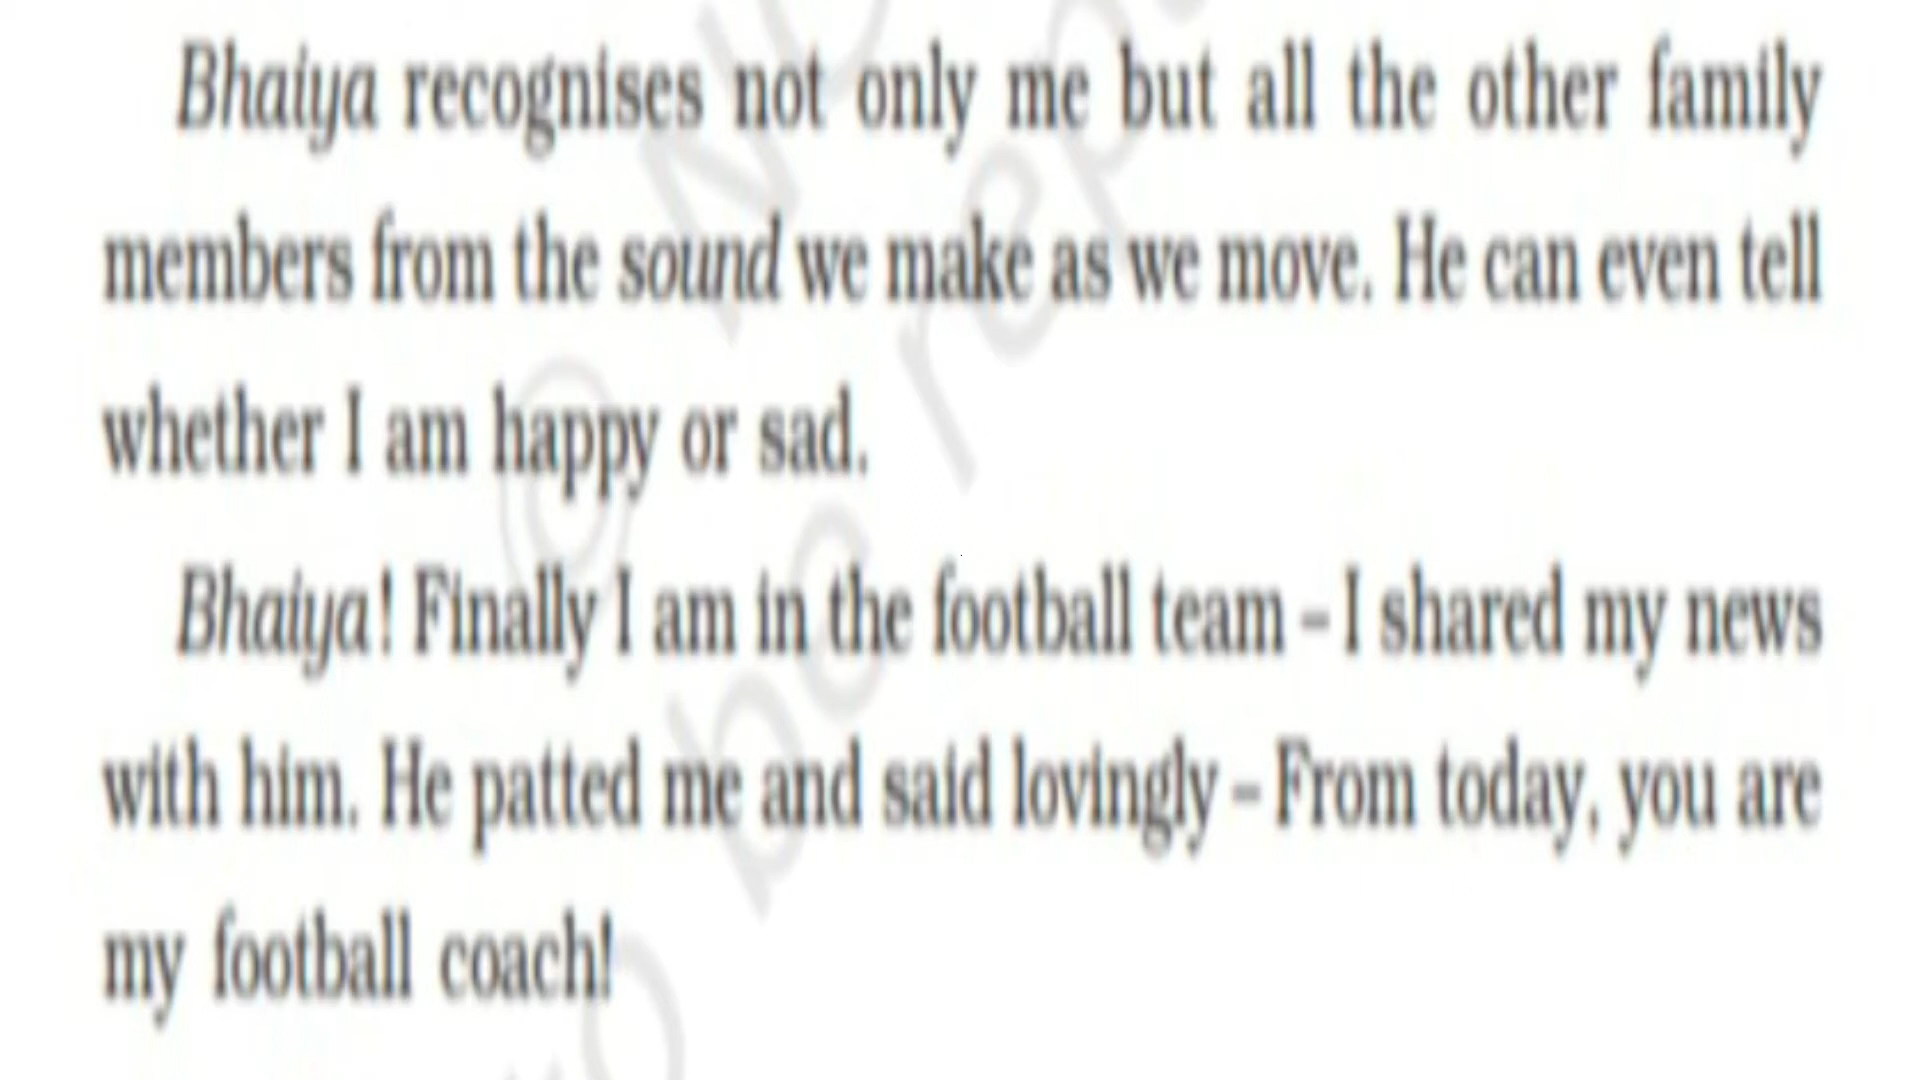 Bhaiya recognises not only me but all the other family
members from the sound we make as we move. He can even tell
whether I am happy or sad.
Bhaiya! Finally I am in the football team – I shared my news
with him. He patted me and said lovingly – From today, you are
my football coach!